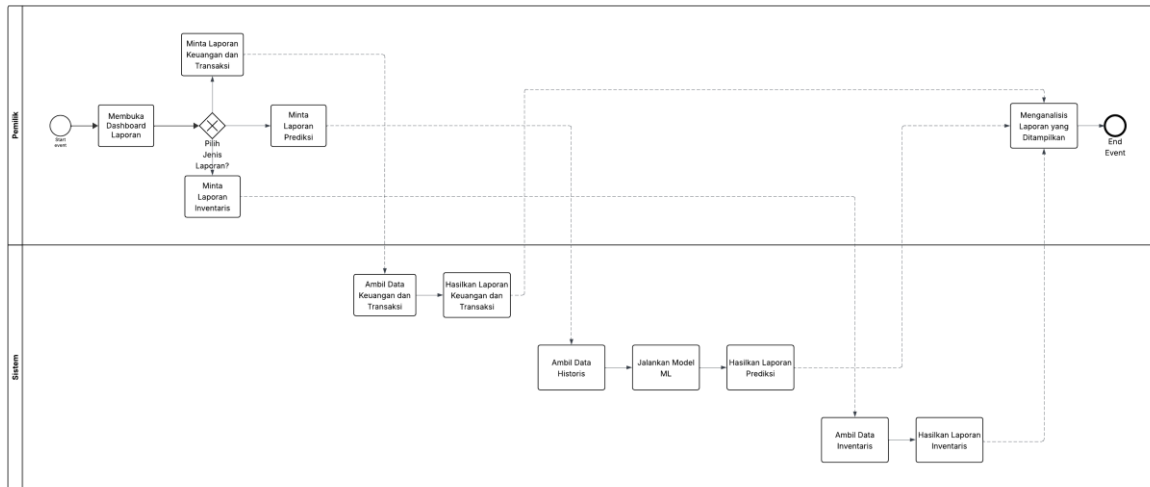 Pemilik
Start
event
Membuka
Dashboard
Laporan
Minta Laporan
Keuangan dan
Transaksi
Pilih
Jenis
Laporan?
Minta
Laporan
Prediksi
Minta
Laporan
Inventaris
Menganalisis
Laporan yang
Ditampilkan
End
Event
Sistem
Ambil Data
Keuangan dan
Transaksi
Hasilkan Laporan
Keuangan dan
Transaksi
Ambil Data
Historis
Jalankan Model
ML
Hasilkan Laporan
Prediksi
Ambil Data
Inventaris
Hasilkan Laporan
Inventaris